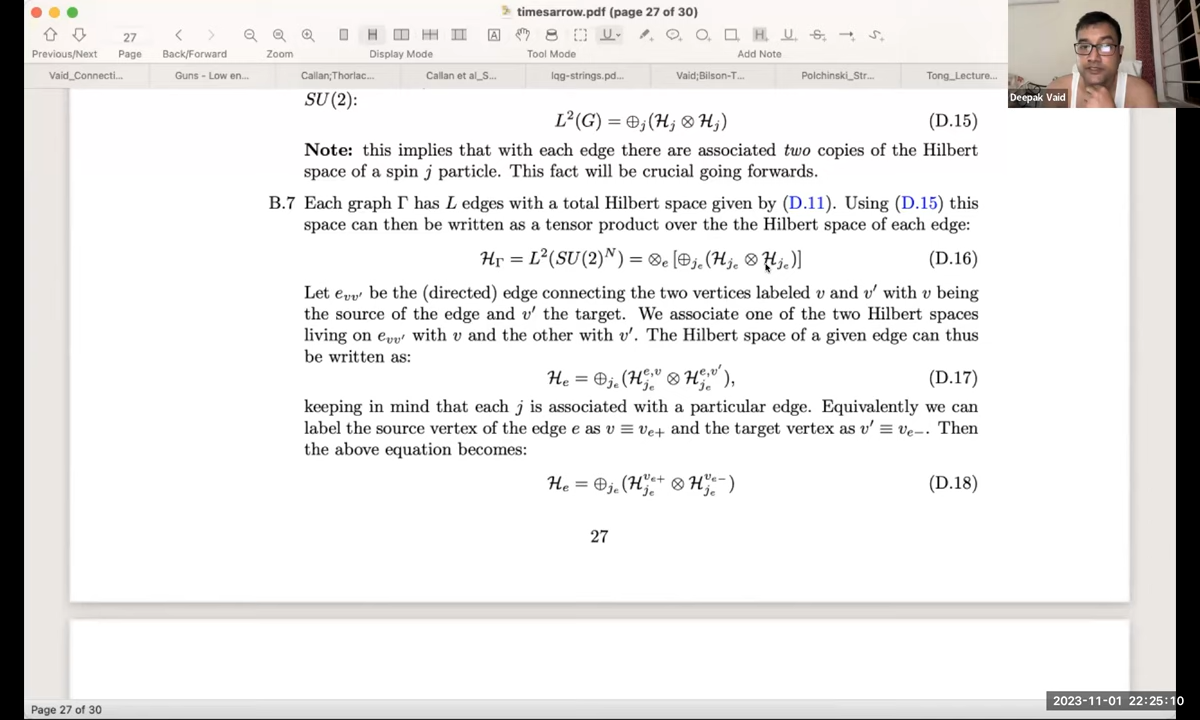 timesarrow.pdf (page 27 of 30)
27
Previous/Next Page Back/Forward Zoom Display Mode Tool Mode Add Note
Vaid_Connecti... Guns - Low en... Callan;Thorlac... Callan et al_S... lqg-strings.pd... Vaid;Bilson-T... Polchinski_Str... Tong_Lecture...
Deepak Vaid
SU(2):
L²(G) = ⊕_j(ℋ_j ⊗ ℋ_j) (D.15)
Note: this implies that with each edge there are associated two copies of the Hilbert
space of a spin j particle. This fact will be crucial going forwards.
B.7 Each graph Γ has L edges with a total Hilbert space given by (D.11). Using (D.15) this
space can then be written as a tensor product over the the Hilbert space of each edge:
ℋ_Γ = L²(SU(2)^N) = ⊗_e [⊕_{j_e}(ℋ_{j_e} ⊗ ℋ_{j_e})] (D.16)
Let e_{vv′} be the (directed) edge connecting the two vertices labeled v and v′ with v being
the source of the edge and v′ the target. We associate one of the two Hilbert spaces
living on e_{vv′} with v and the other with v′. The Hilbert space of a given edge can thus
be written as:
ℋ_e = ⊕_{j_e}(ℋ_{j_e}^{e,v} ⊗ ℋ_{j_e}^{e,v′}), (D.17)
keeping in mind that each j is associated with a particular edge. Equivalently we can
label the source vertex of the edge e as v ≡ v_{e+} and the target vertex as v′ ≡ v_{e−}. Then
the above equation becomes:
ℋ_e = ⊕_{j_e}(ℋ_{j_e}^{v_{e+}} ⊗ ℋ_{j_e}^{v_{e−}}) (D.18)
27
Page 27 of 30
2023-11-01 22:25:10